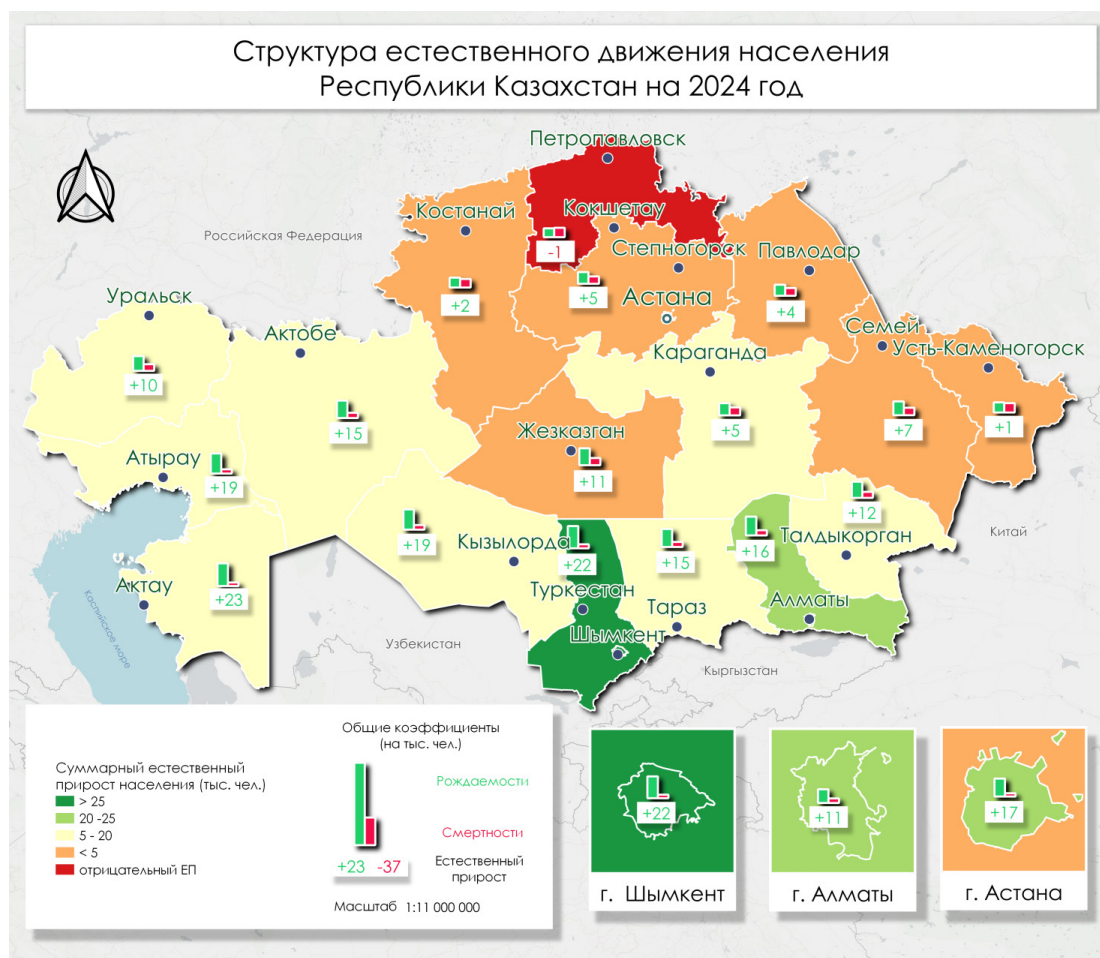 Структура естественного движения населения
Республики Казахстан на 2024 год
Петропавловск
Костанай
Кокшетау
Российская Федерация
-1
Степногорск
Павлодар
+2
+5
Астана
+4
Уральск
Актобе
Семей
Усть-Каменогорск
Караганда
+10
+15
+5
+7
+1
Жезказган
+11
Атырау
+19
+12
Китай
+19
Кызылорда
+22
+15
+16
Талдыкорган
Актау
+23
Туркестан
Тараз
Алматы
Каспийское море
Узбекистан
Шымкент
Кыргызстан
Общие коэффициенты
(на тыс. чел.)
Суммарный естественный
прирост населения (тыс. чел.)
> 25
20 -25
5 - 20
< 5
отрицательный ЕП
Рождаемости
Смертности
+23 -37
Естественный
прирост
Масштаб 1:11 000 000
+22
г. Шымкент
+11
г. Алматы
+17
г. Астана